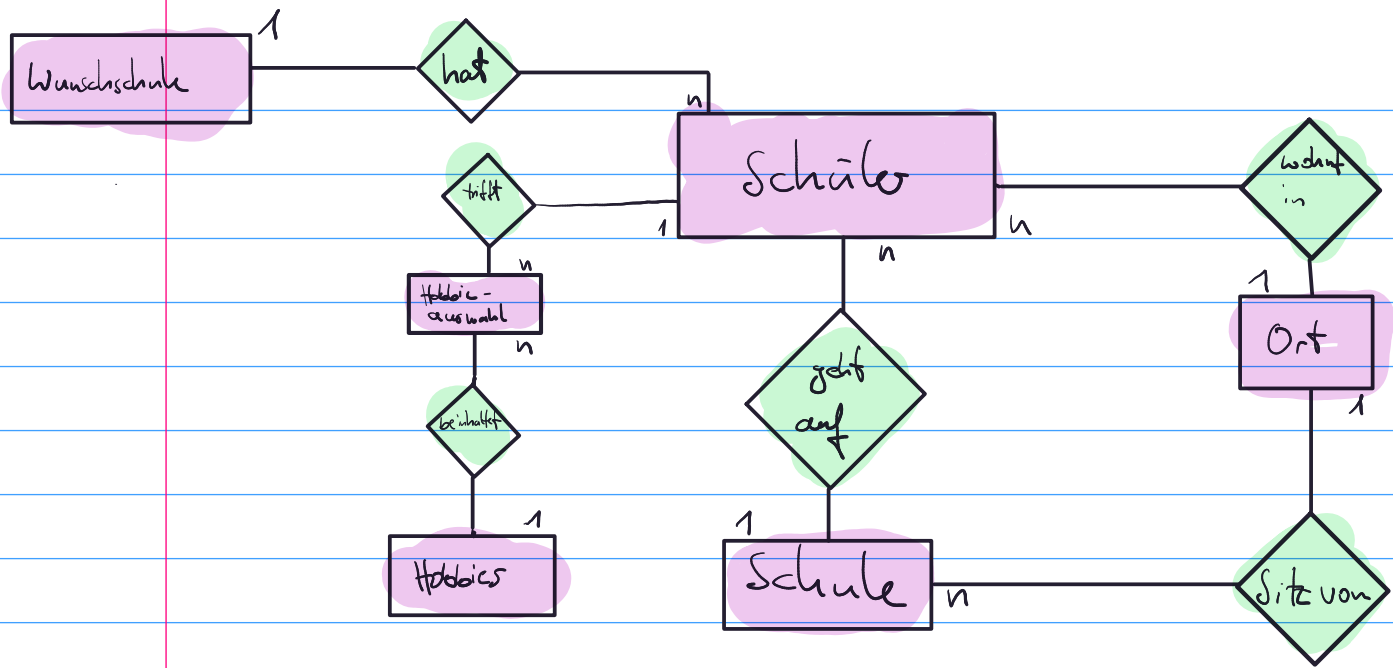 1
Wunschschule
hat
n
Schüler
trifft
1
n
wohnt
in
n
n
Hobbie-
auswahl
n
1
Ort
1
geht
auf
beinhaltet
1
1
Hobbies
Schule
n
Sitz von